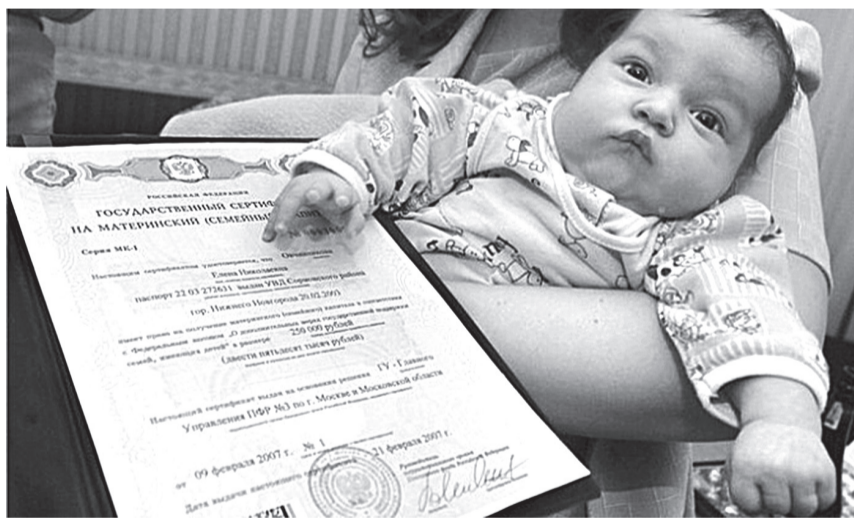 РОССИЙСКАЯ ФЕДЕРАЦИЯ
ГОСУДАРСТВЕННЫЙ
НА МАТЕРИНСКИЙ (СЕМЕЙНЫЙ)
Серия МК-I
Настоящим сертификатом удостоверяется, что
Елена Николаевна
паспорт 22 03 272631 выдан УВД Сормовского района
гор. Нижнего Новгорода 20.02.2003
имеет право на получение материнского (семейного) капитала в соответствии
с Федеральным законом "О дополнительных мерах государственной поддержки
семей, имеющих детей" в размере 250 000 рублей
(двести пятьдесят тысяч рублей)
Настоящий сертификат выдан на основании решения ГУ - Главного
Управления ПФР №3 по г. Москве и Московской области
от 09 февраля 2007 г. № 1
Дата выдачи настоящего 21 февраля 2007 г.
Руководитель